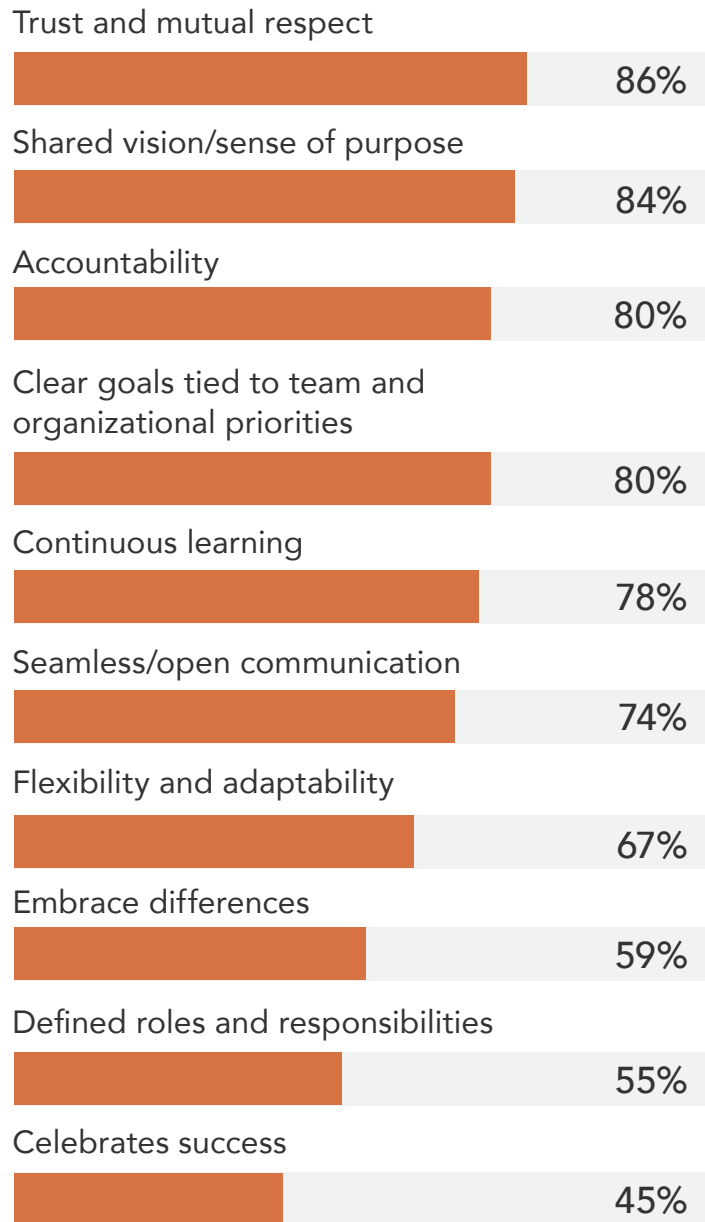 Trust and mutual respect
86%
Shared vision/sense of purpose
84%
Accountability
80%
Clear goals tied to team and
organizational priorities
80%
Continuous learning
78%
Seamless/open communication
74%
Flexibility and adaptability
67%
Embrace differences
59%
Defined roles and responsibilities
55%
Celebrates success
45%